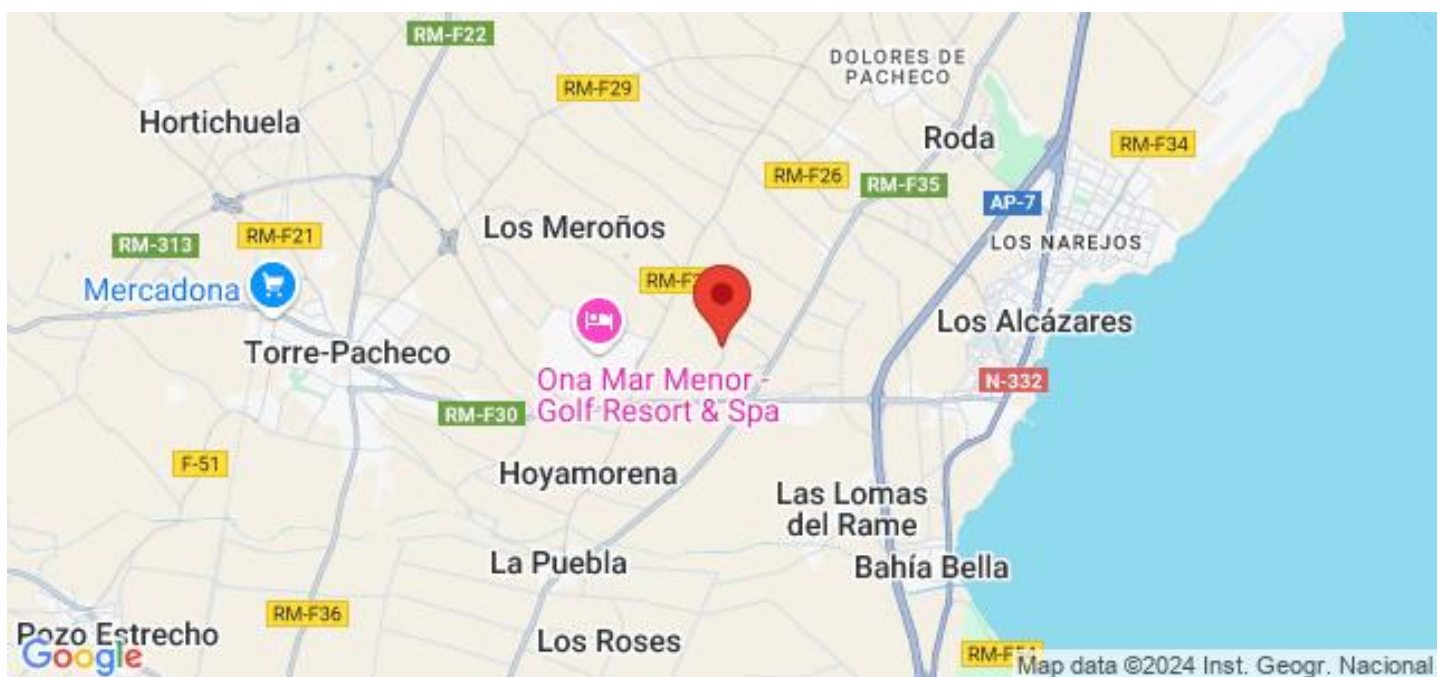 RM-F22
DOLORES DE
PACHECO
RM-F29
Hortichuela
Roda
RM-F34
RM-F26
RM-F35
AP-7
Los Meroños
RM-F21
RM-313
LOS NAREJOS
Mercadona
Los Alcázares
Torre-Pacheco
Ona Mar Menor -
Golf Resort & Spa
N-332
RM-F30
F-51
Hoyamorena
Las Lomas
del Rame
La Puebla
Bahía Bella
RM-F36
Pozo Estrecho
Los Roses
Google
Map data ©2024 Inst. Geogr. Nacional